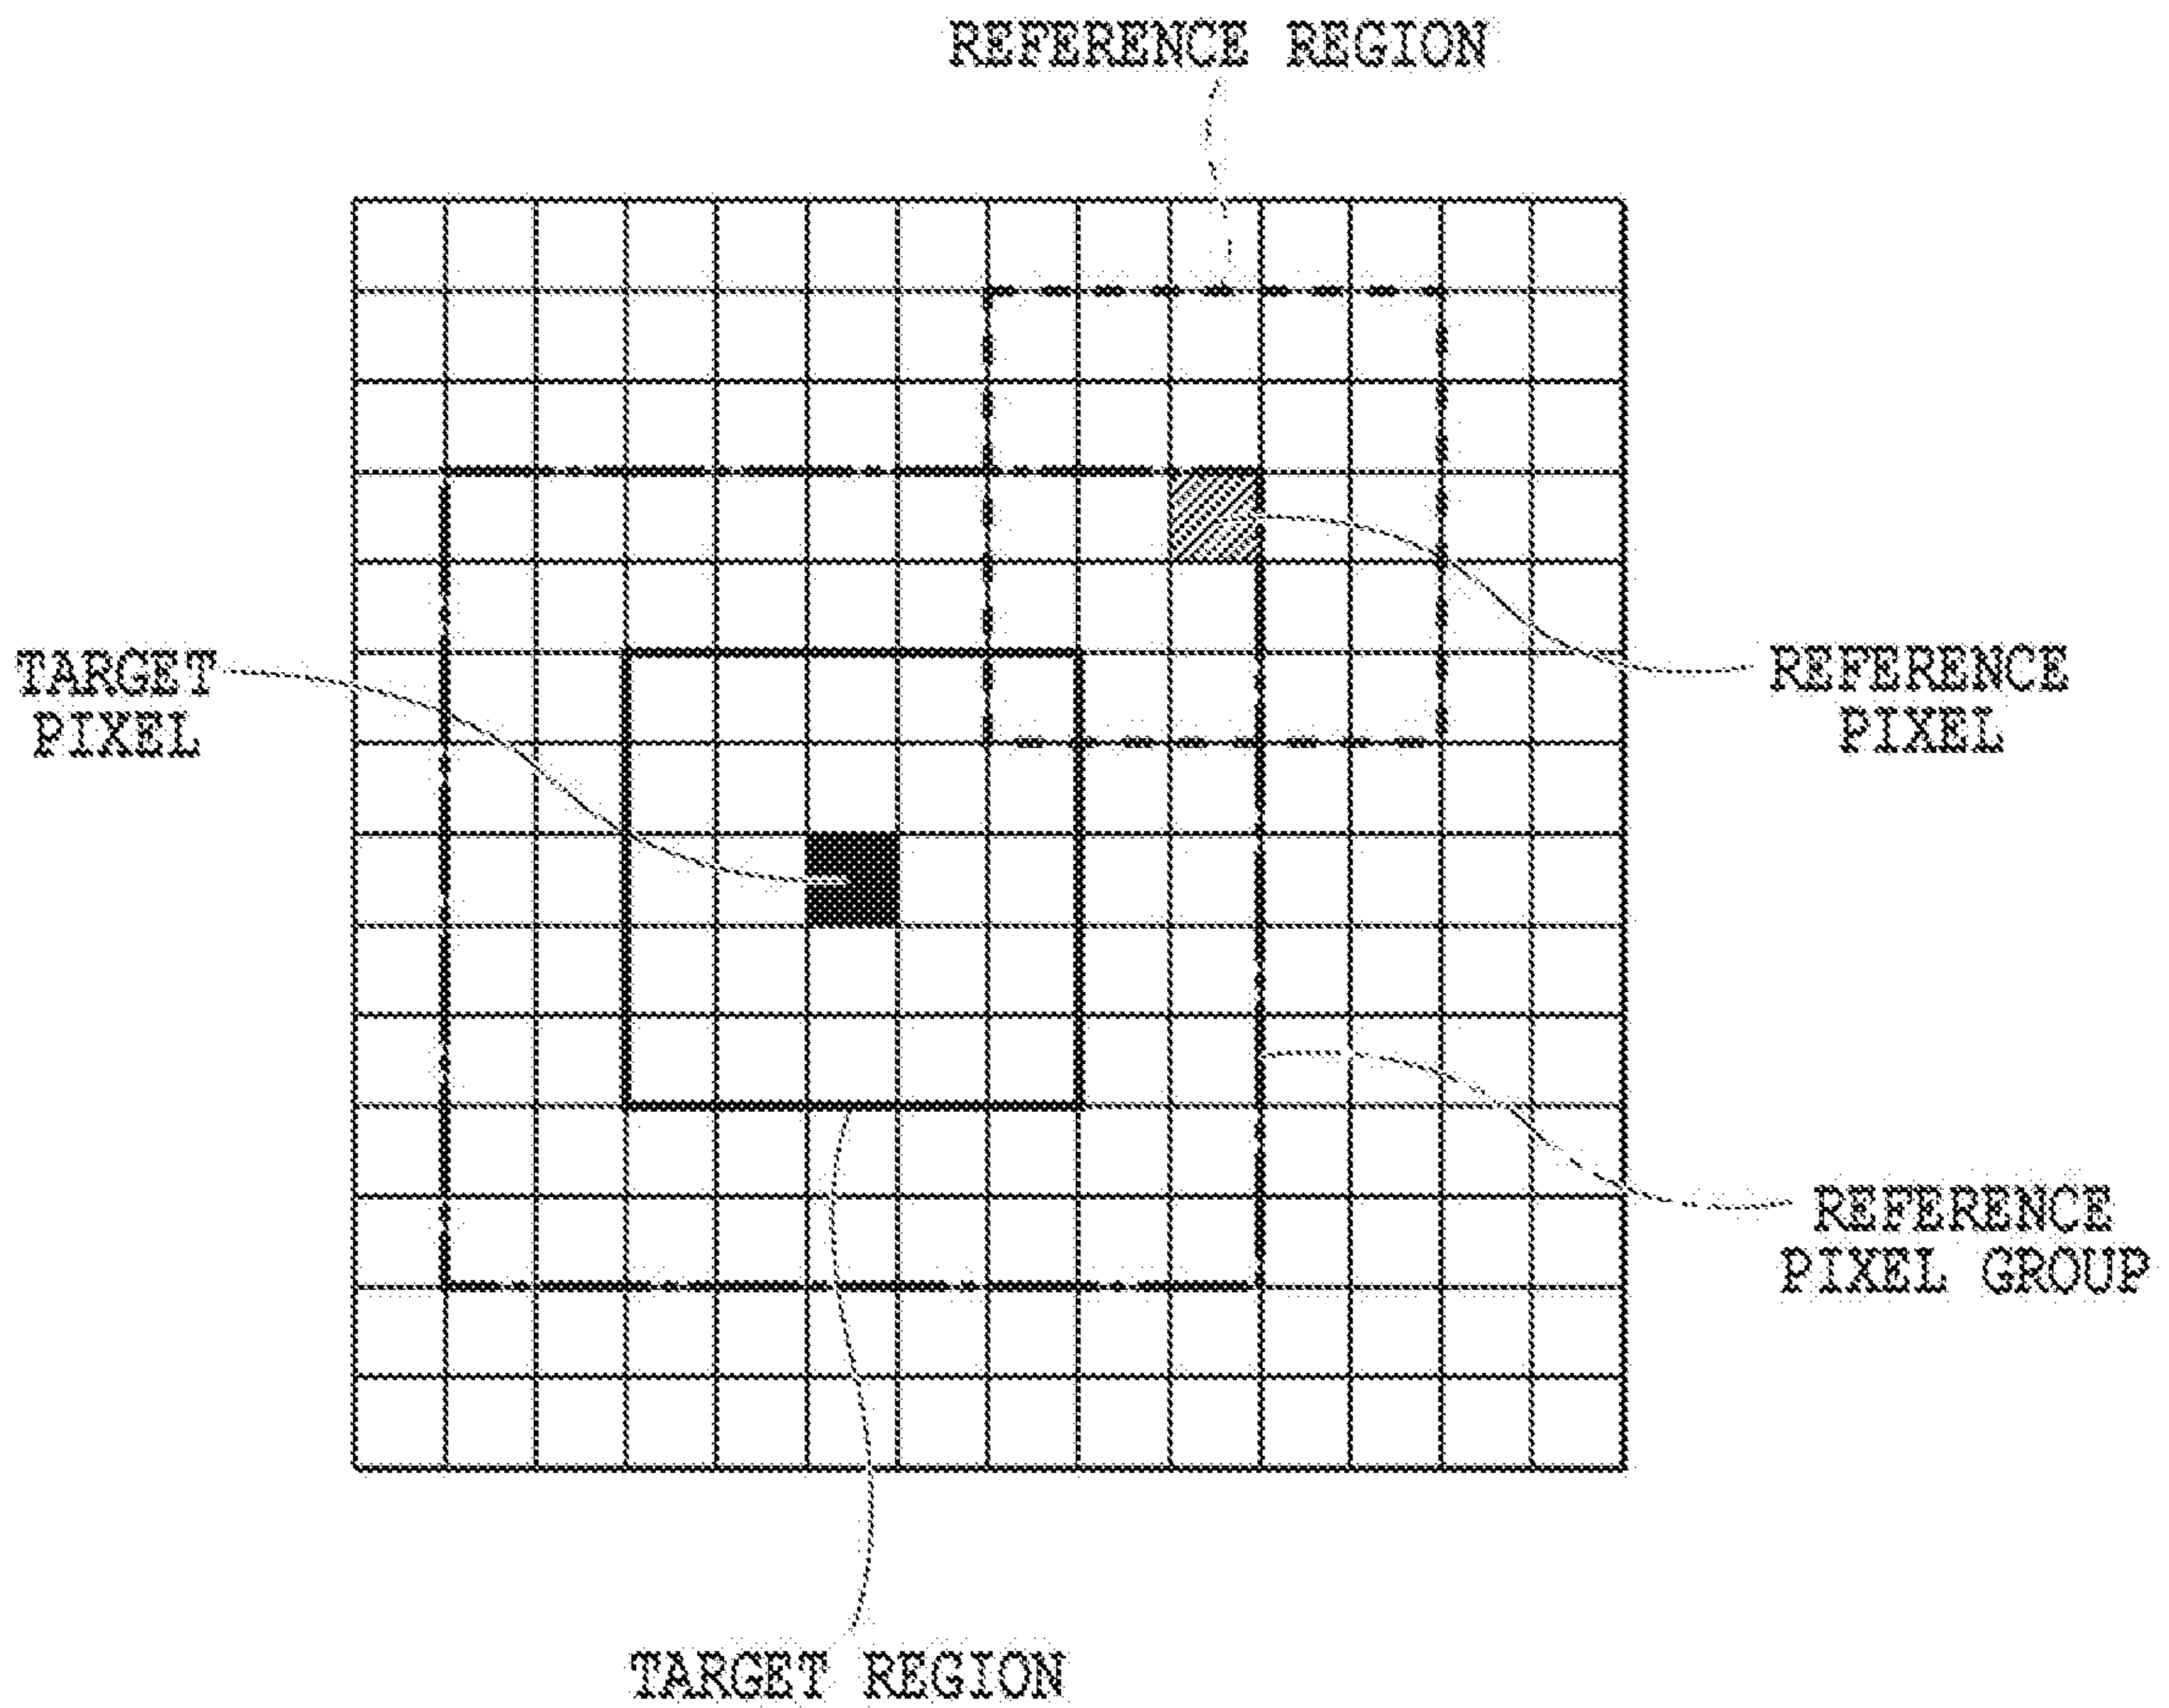 REFERENCE REGION
TARGET
PIXEL
REFERENCE
PIXEL
REFERENCE
PIXEL GROUP
TARGET REGION